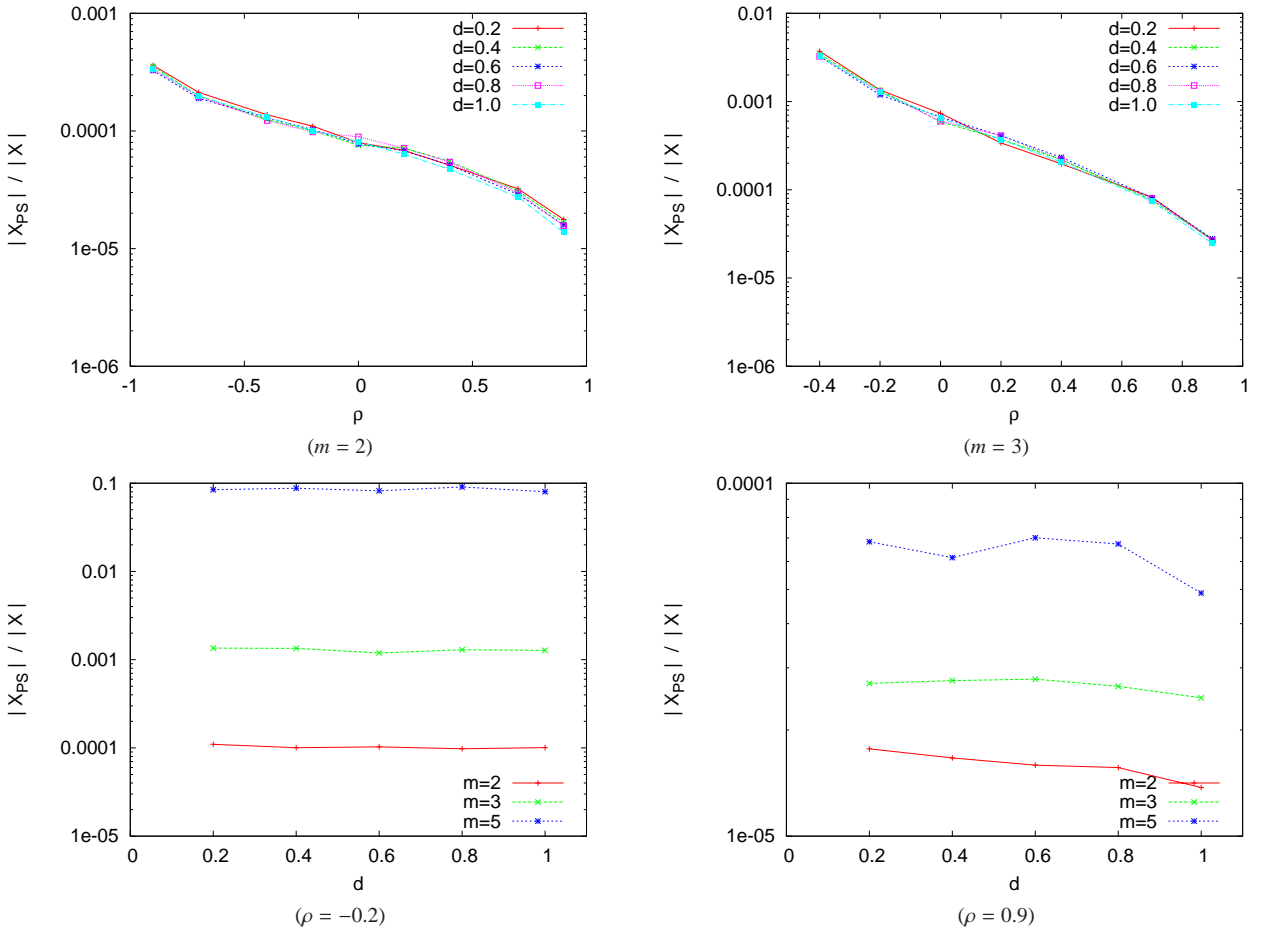 0.001
0.0001
1e-05
1e-06
-1
-0.5
0
0.5
1
| X_PS | / | X |
ρ
d=0.2
d=0.4
d=0.6
d=0.8
d=1.0
(m = 2)
0.01
0.001
0.0001
1e-05
1e-06
-0.4
-0.2
0
0.2
0.4
0.6
0.8
1
| X_PS | / | X |
ρ
d=0.2
d=0.4
d=0.6
d=0.8
d=1.0
(m = 3)
0.1
0.01
0.001
0.0001
1e-05
0
0.2
0.4
0.6
0.8
1
| X_PS | / | X |
d
m=2
m=3
m=5
(ρ = −0.2)
0.0001
1e-05
0
0.2
0.4
0.6
0.8
1
| X_PS | / | X |
d
m=2
m=3
m=5
(ρ = 0.9)